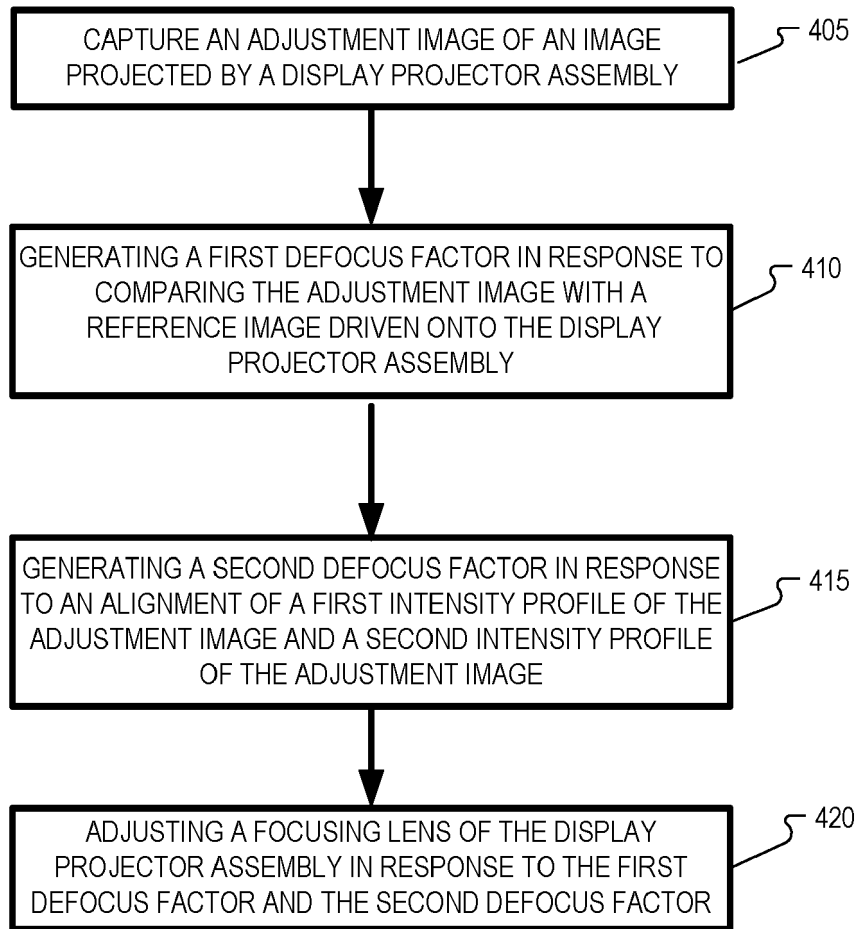 CAPTURE AN ADJUSTMENT IMAGE OF AN IMAGE
PROJECTED BY A DISPLAY PROJECTOR ASSEMBLY
405
GENERATING A FIRST DEFOCUS FACTOR IN RESPONSE TO
COMPARING THE ADJUSTMENT IMAGE WITH A
REFERENCE IMAGE DRIVEN ONTO THE DISPLAY
PROJECTOR ASSEMBLY
410
GENERATING A SECOND DEFOCUS FACTOR IN RESPONSE
TO AN ALIGNMENT OF A FIRST INTENSITY PROFILE OF THE
ADJUSTMENT IMAGE AND A SECOND INTENSITY PROFILE
OF THE ADJUSTMENT IMAGE
415
ADJUSTING A FOCUSING LENS OF THE DISPLAY
PROJECTOR ASSEMBLY IN RESPONSE TO THE FIRST
DEFOCUS FACTOR AND THE SECOND DEFOCUS FACTOR
420